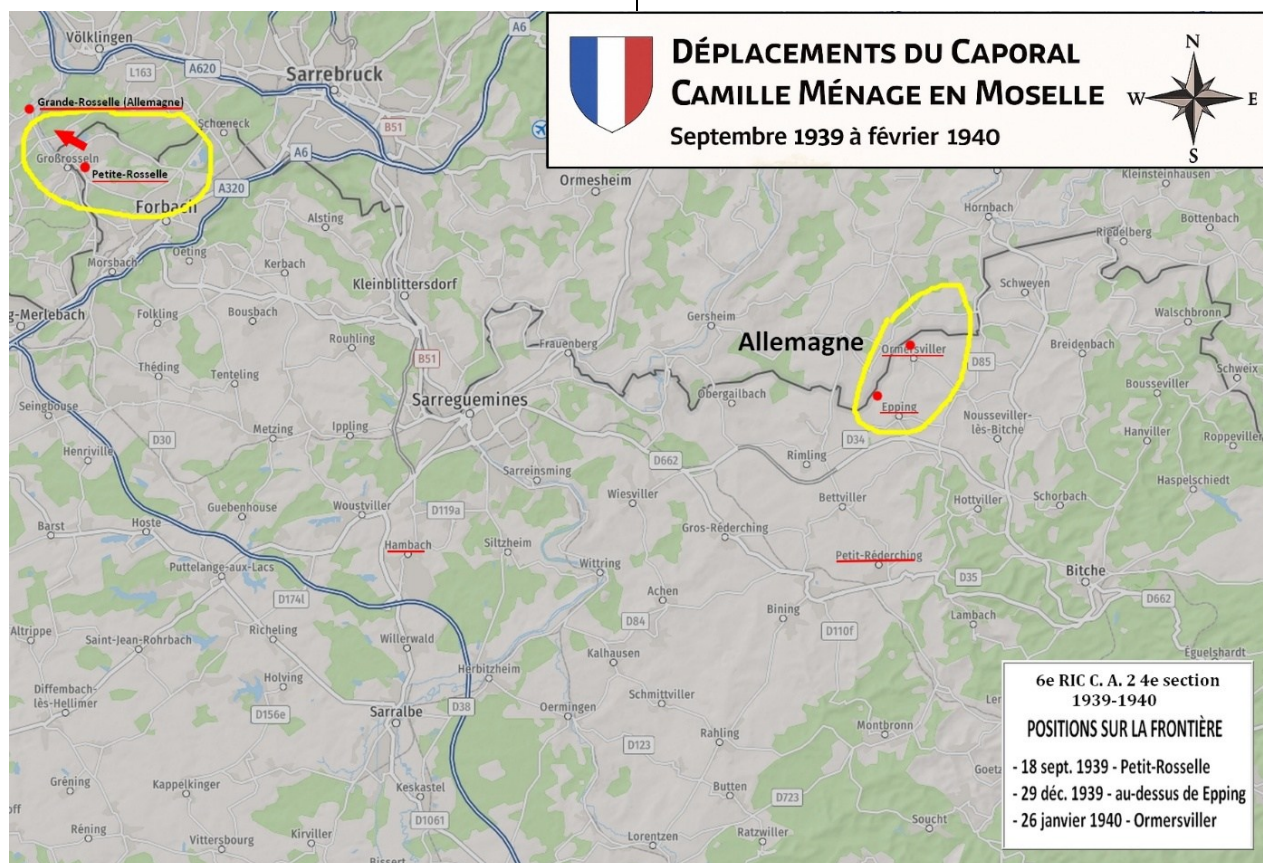 DÉPLACEMENTS DU CAPORAL
CAMILLE MÉNAGE EN MOSELLE
Septembre 1939 à février 1940
N
W
E
S
Völklingen
A6
L163
A620
Sarrebruck
Grande-Rosselle (Allemagne)
B51
Schœneck
A6
Großrosseln
Petite-Rosselle
A320
Ormesheim
Kleinsteinhausen
Forbach
Alsting
Hornbach
Bottenbach
Riedelberg
Oeting
Morsbach
Kerbach
Kleinblittersdorf
Schweyen
g-Merlebach
Folkling
Bousbach
Gersheim
Walschbronn
Rouhling
Frauenberg
Allemagne
Ormersviller
Breidenbach
B51
D85
Théding
Tenteling
Schweix
Bousseviller
Obergailbach
Sarreguemines
Epping
Seingbouse
Metzing
Ippling
Nousseviller-
lès-Bitche
Hanviller
Roppeviller
D30
D34
Henriville
D662
Rimling
Sarreinsming
Haspelschiedt
Guebenhouse
Woustviller
Wiesviller
Bettviller
Hottviller
Schorbach
D119a
Barst
Hoste
Gros-Réderching
Hambach
Siltzheim
Petit-Réderching
Puttelange-aux-Lacs
Wittring
Bitche
D35
D174l
Achen
D662
Bining
Lambach
D84
Altrippe
Saint-Jean-Rohrbach
Richeling
Willerwald
D110f
Kalhausen
Éguelshardt
Herbitzheim
Holving
Diffembach-
lès-Hellimer
Schmittviller
D156e
Sarralbe
D38
Oermingen
Montbronn
Rahling
D123
Goetz
Gréning
Kappelkinger
Keskastel
Butten
D723
off
D1061
Soucht
Réning
Vittersbourg
Kirviller
Lorentzen
Ratzwiller
Bissert
6e RIC C. A. 2 4e section
1939-1940
POSITIONS SUR LA FRONTIÈRE
- 18 sept. 1939 - Petit-Rosselle
- 29 déc. 1939 - au-dessus de Epping
- 26 janvier 1940 - Ormersviller